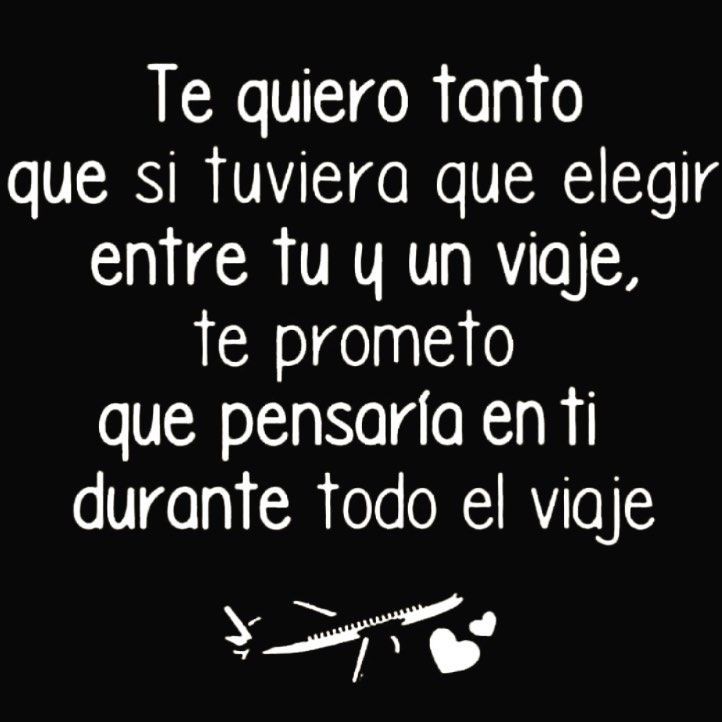 Te quiero tanto
que si tuviera que elegir
entre tu y un viaje,
te prometo
que pensaría en ti
durante todo el viaje